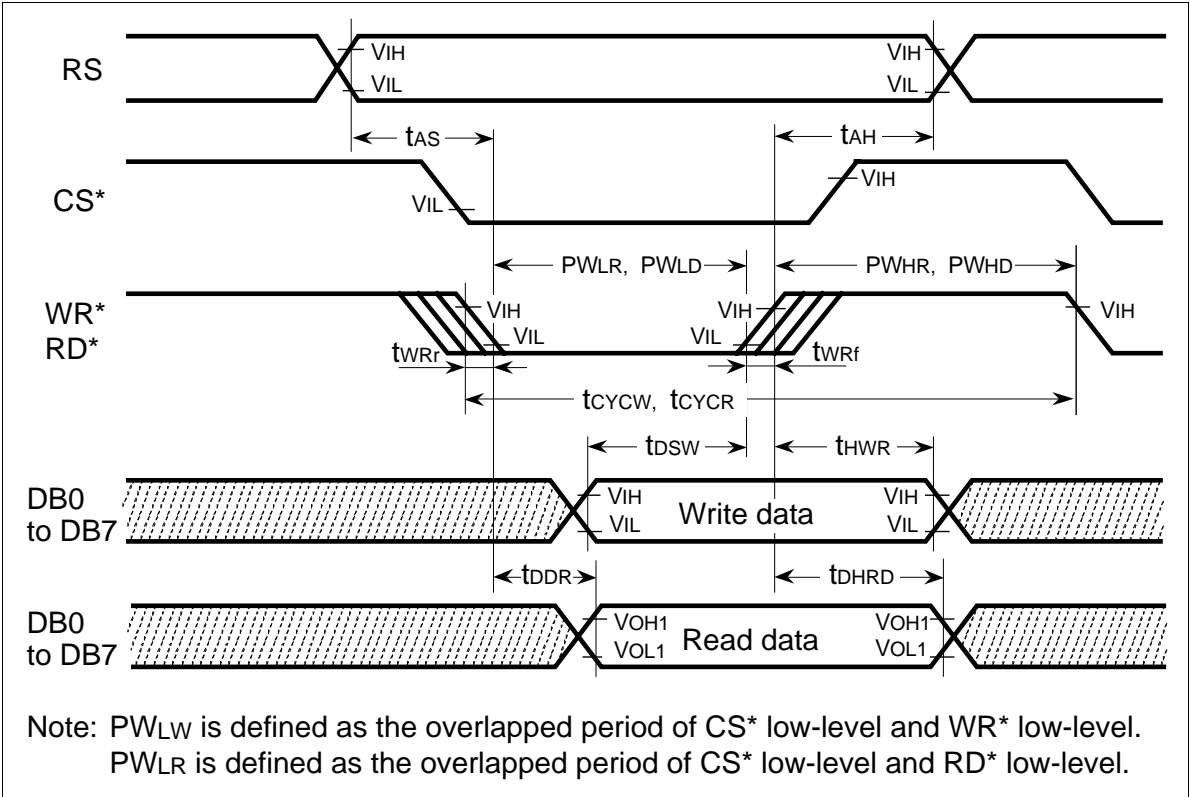 RS
VIH
VIL
VIH
VIL
tAS
tAH
CS*
VIL
VIH
PWLR, PWLD
PWHR, PWHD
WR*
RD*
VIH
VIL
VIH
VIL
VIH
tWRr
tWRf
tCYCW, tCYCR
tDSW
tHWR
DB0
to DB7
VIH
VIL
Write data
VIH
VIL
tDDR
tDHRD
DB0
to DB7
VOH1
VOL1
Read data
VOH1
VOL1
Note: PWLW is defined as the overlapped period of CS* low-level and WR* low-level.
PWLR is defined as the overlapped period of CS* low-level and RD* low-level.